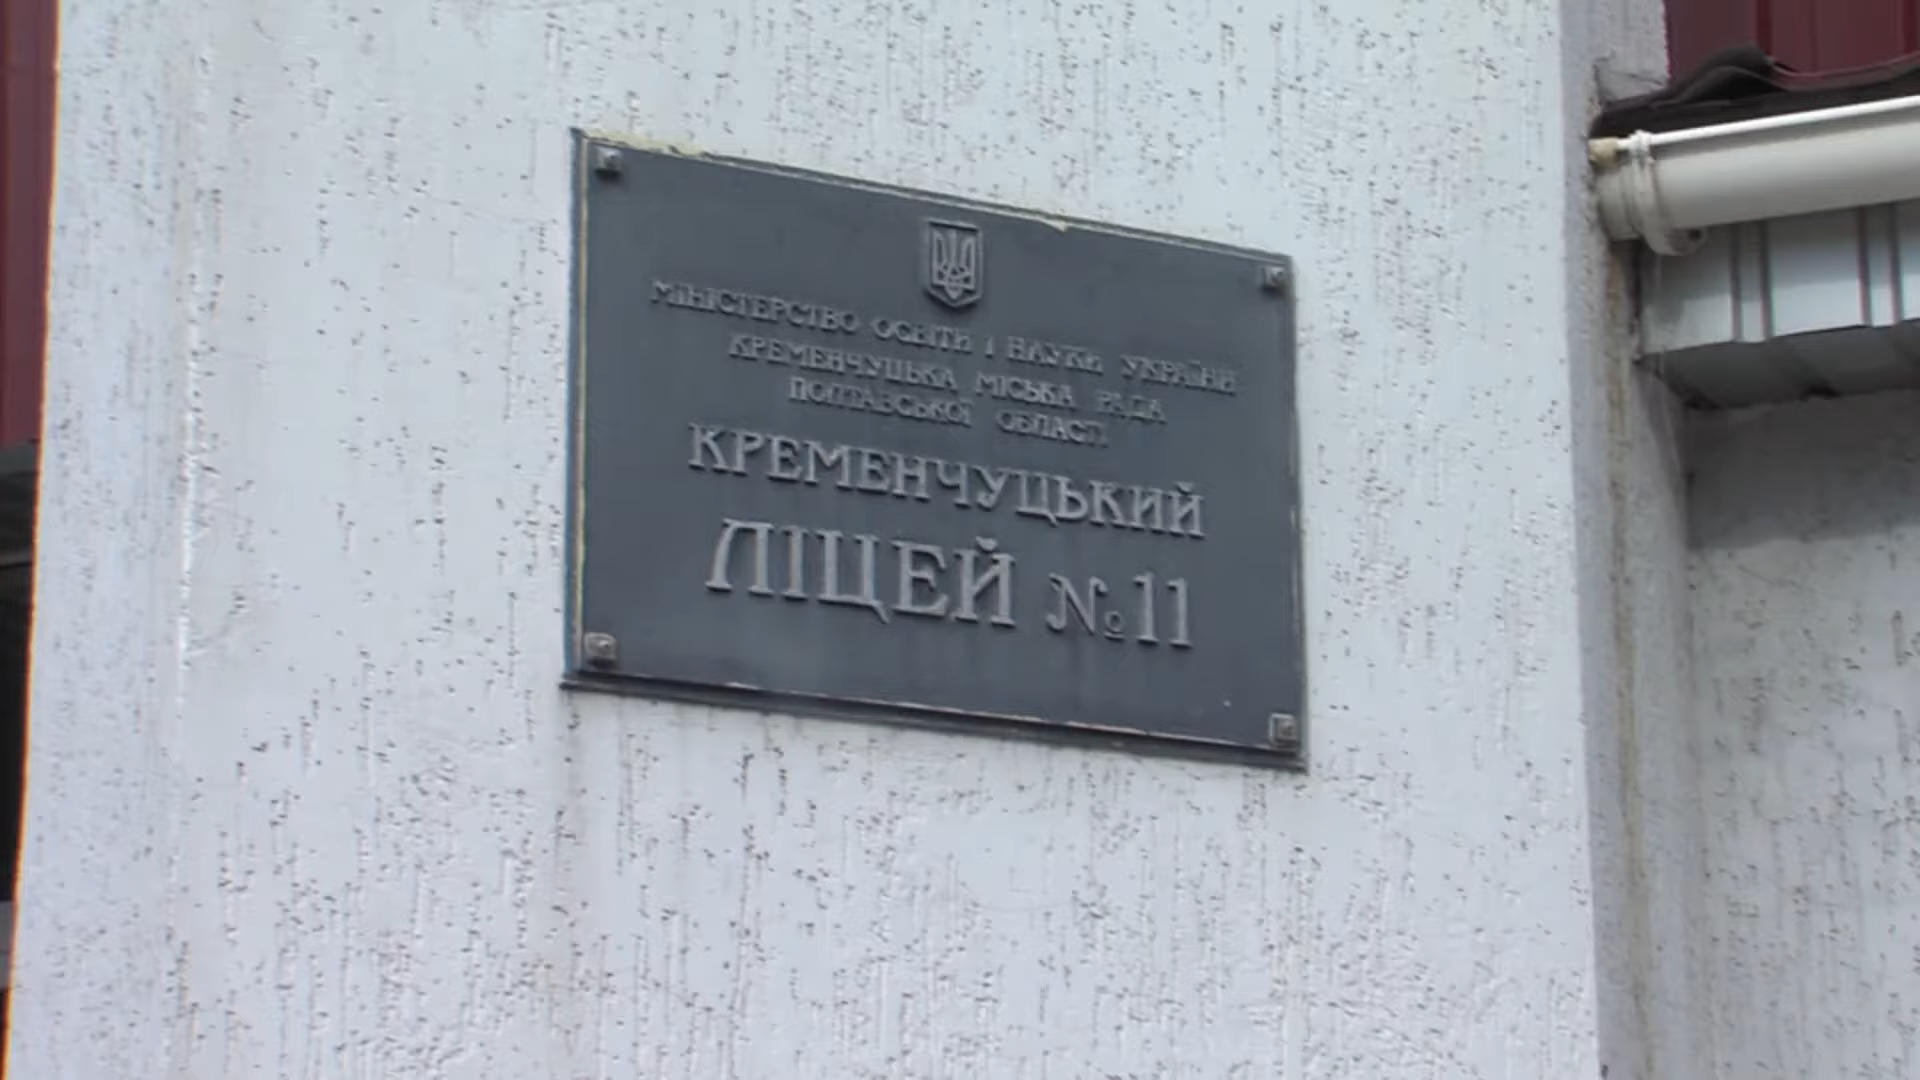 МІНІСТЕРСТВО ОСВІТИ І НАУКИ УКРАЇНИ
КРЕМЕНЧУЦЬКА МІСЬКА РАДА
ПОЛТАВСЬКОЇ ОБЛАСТІ
КРЕМЕНЧУЦЬКИЙ
ЛІЦЕЙ №11